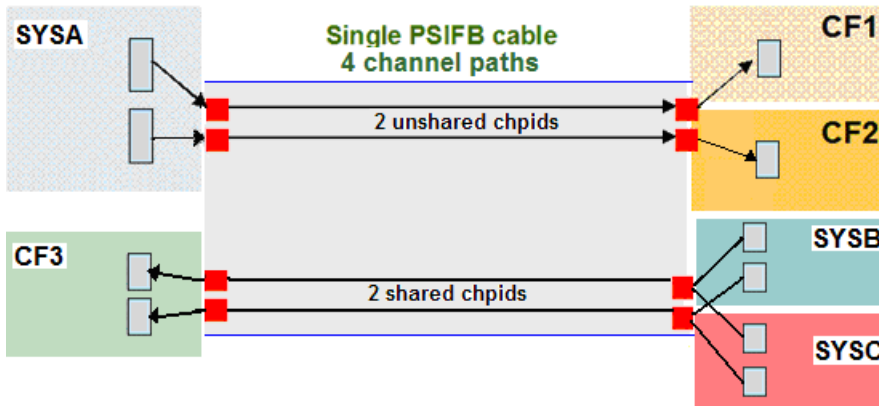 SYSA
Single PSIFB cable
4 channel paths
CF1
2 unshared chpids
CF2
CF3
2 shared chpids
SYSB
SYSC